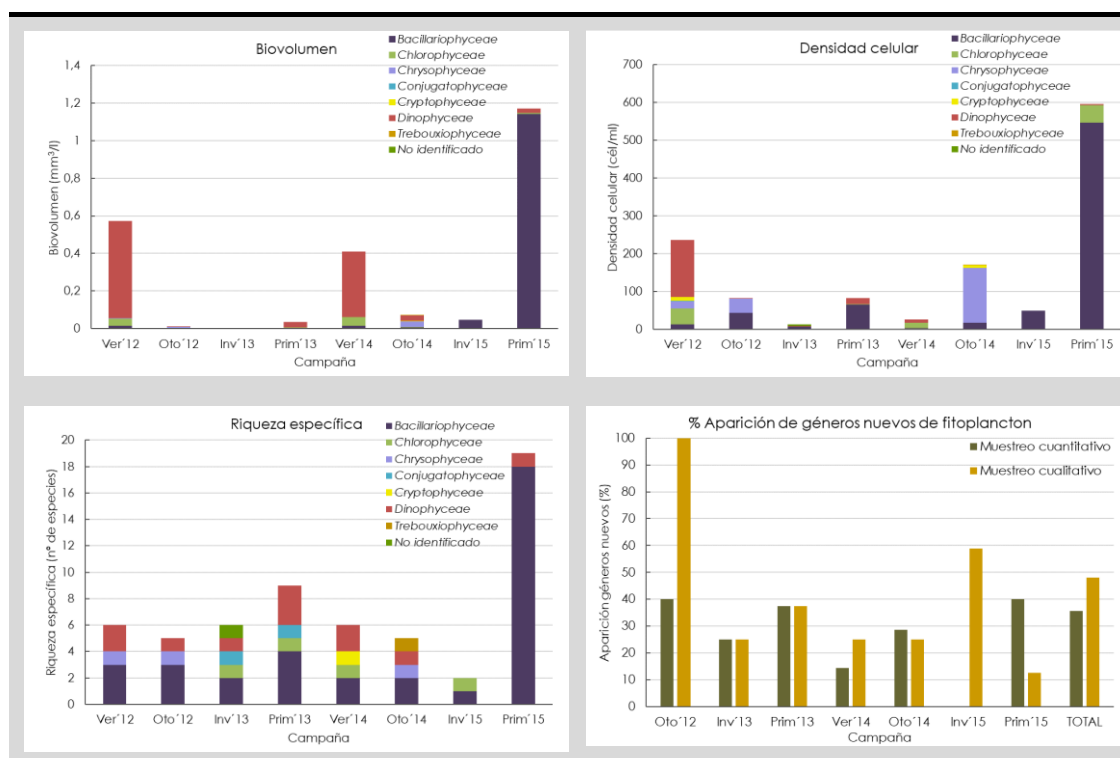 Biovolumen
Bacillariophyceae
Chlorophyceae
Chrysophyceae
Conjugatophyceae
Cryptophyceae
Dinophyceae
Trebouxiophyceae
No identificado
Biovolumen (mm³/l)
1,4
1,2
1
0,8
0,6
0,4
0,2
0
Ver´12 Oto´12 Inv´13 Prim´13 Ver´14 Oto´14 Inv´15 Prim´15
Campaña
Densidad celular
Bacillariophyceae
Chlorophyceae
Chrysophyceae
Conjugatophyceae
Cryptophyceae
Dinophyceae
Trebouxiophyceae
No identificado
Densidad celular (cél/ml)
700
600
500
400
300
200
100
0
Ver´12 Oto´12 Inv´13 Prim´13 Ver´14 Oto´14 Inv´15 Prim´15
Campaña
Riqueza específica
Bacillariophyceae
Chlorophyceae
Chrysophyceae
Conjugatophyceae
Cryptophyceae
Dinophyceae
Trebouxiophyceae
No identificado
Riqueza específica (nº de especies)
20
18
16
14
12
10
8
6
4
2
0
Ver´12 Oto´12 Inv´13 Prim´13 Ver´14 Oto´14 Inv´15 Prim´15
Campaña
% Aparición de géneros nuevos de fitoplancton
Muestreo cuantitativo
Muestreo cualitativo
Aparición géneros nuevos (%)
100
90
80
70
60
50
40
30
20
10
0
Oto´12 Inv´13 Prim´13 Ver´14 Oto´14 Inv´15 Prim´15 TOTAL
Campaña